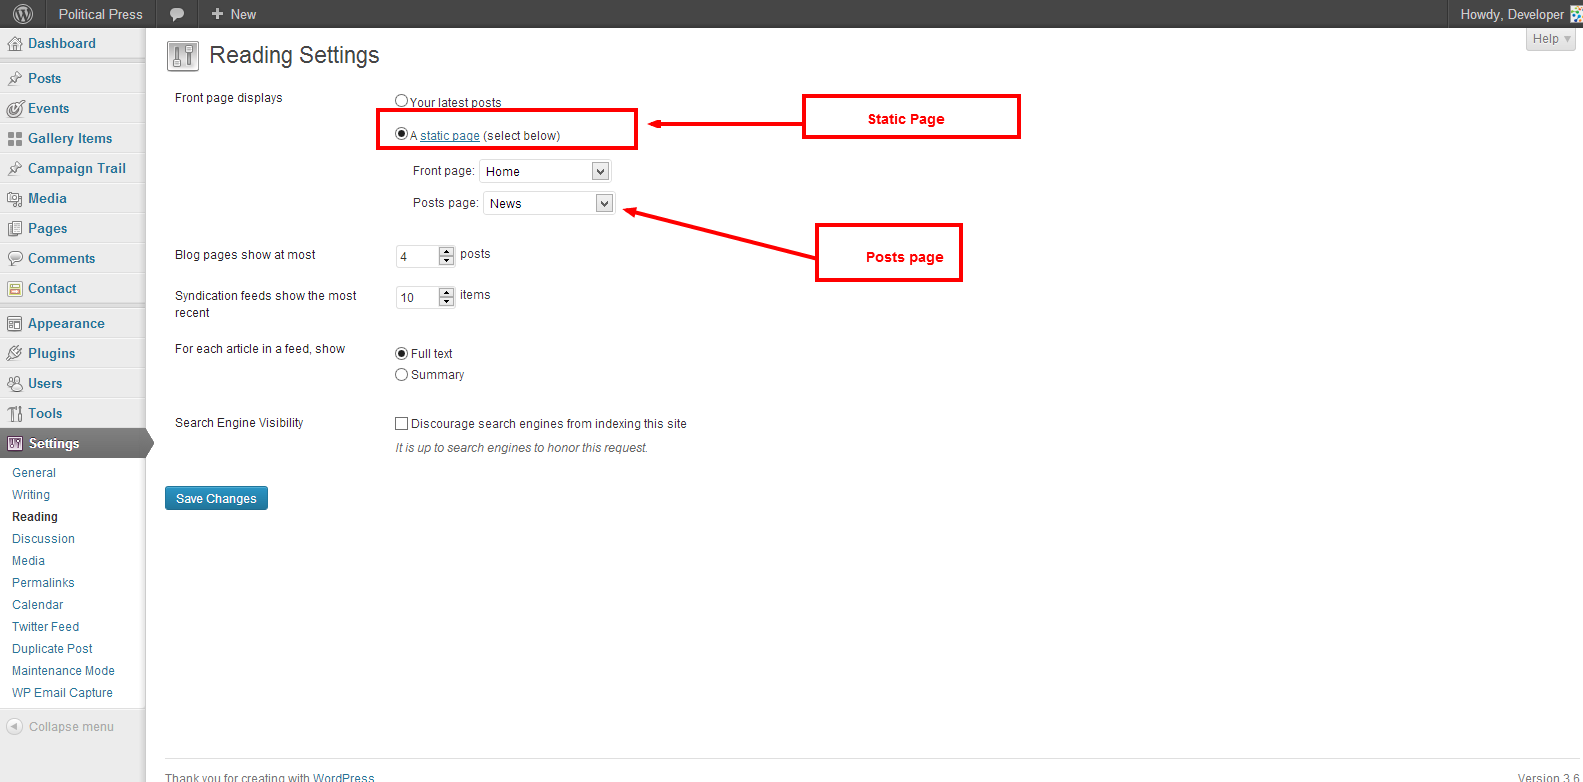 Political Press
New
Howdy, Developer
Help
Dashboard
Posts
Events
Gallery Items
Campaign Trail
Media
Pages
Comments
Contact
Appearance
Plugins
Users
Tools
Settings
General
Writing
Reading
Discussion
Media
Permalinks
Calendar
Twitter Feed
Duplicate Post
Maintenance Mode
WP Email Capture
Collapse menu
Reading Settings
Front page displays
Your latest posts
A static page (select below)
Static Page
Front page: Home
Posts page: News
Posts page
Blog pages show at most 4 posts
Syndication feeds show the most
recent
10 items
For each article in a feed, show
Full text
Summary
Search Engine Visibility
Discourage search engines from indexing this site
It is up to search engines to honor this request.
Save Changes
Thank you for creating with WordPress
Version 3.6